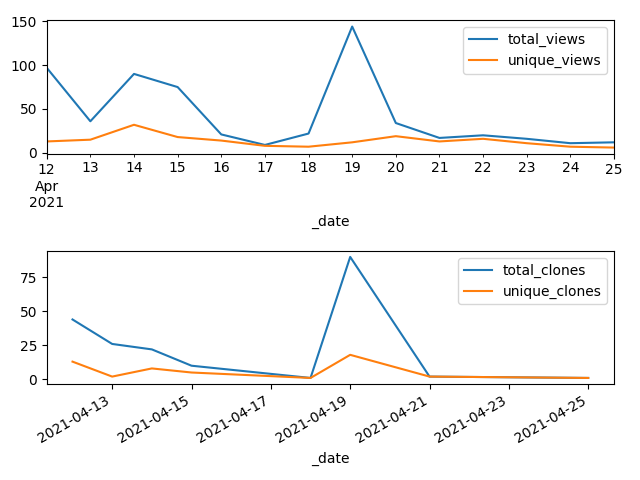 150
100
50
0
total_views
unique_views
12 13 14 15 16 17 18 19 20 21 22 23 24 25
Apr
2021
_date
75
50
25
0
total_clones
unique_clones
2021-04-13 2021-04-15 2021-04-17 2021-04-19 2021-04-21 2021-04-23 2021-04-25
_date